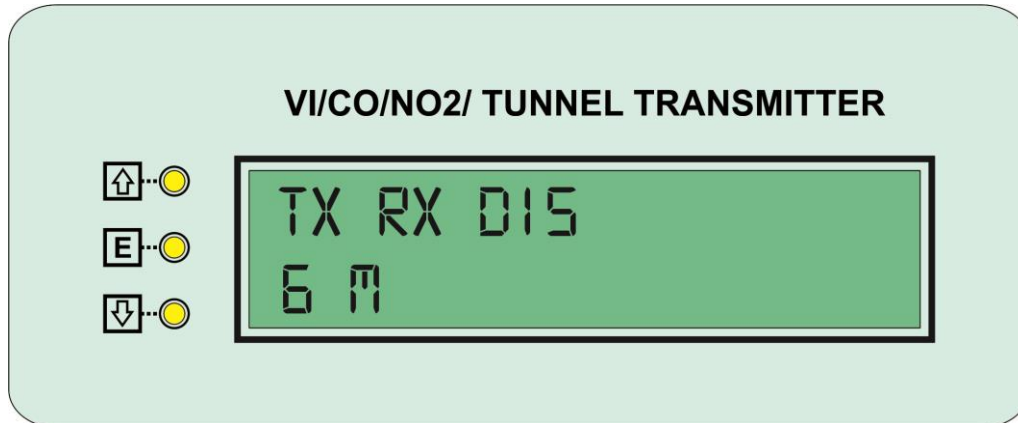 VI/CO/NO2/ TUNNEL TRANSMITTER
TX RX DIS
E
6 M